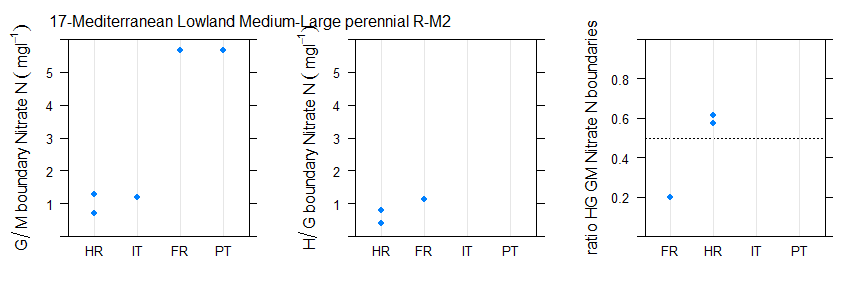 17-Mediterranean Lowland Medium-Large perennial R-M2
G/M boundary Nitrate N ( mgl⁻¹)
5
4
3
2
1
HR IT FR PT
H/G boundary Nitrate N ( mgl⁻¹)
5
4
3
2
1
HR FR IT PT
ratio HG GM Nitrate N boundaries
0.8
0.6
0.4
0.2
FR HR IT PT